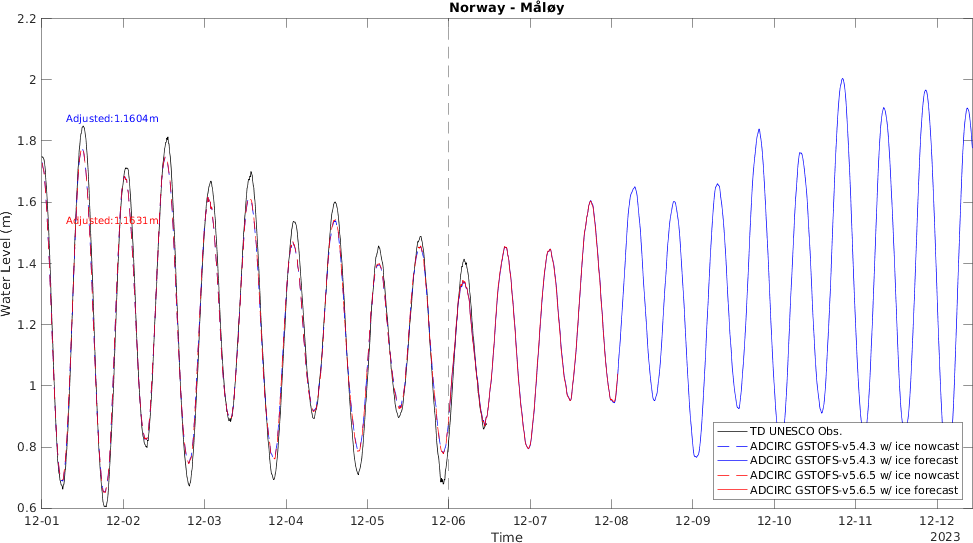 Norway - Måløy
2.2
2
1.8
1.6
1.4
1.2
1
0.8
0.6
Water Level (m)
Adjusted:1.1604m
Adjusted:1.1631m
TD UNESCO Obs.
ADCIRC GSTOFS-v5.4.3 w/ ice nowcast
ADCIRC GSTOFS-v5.4.3 w/ ice forecast
ADCIRC GSTOFS-v5.6.5 w/ ice nowcast
ADCIRC GSTOFS-v5.6.5 w/ ice forecast
12-01 12-02 12-03 12-04 12-05 12-06 12-07 12-08 12-09 12-10 12-11 12-12
Time
2023